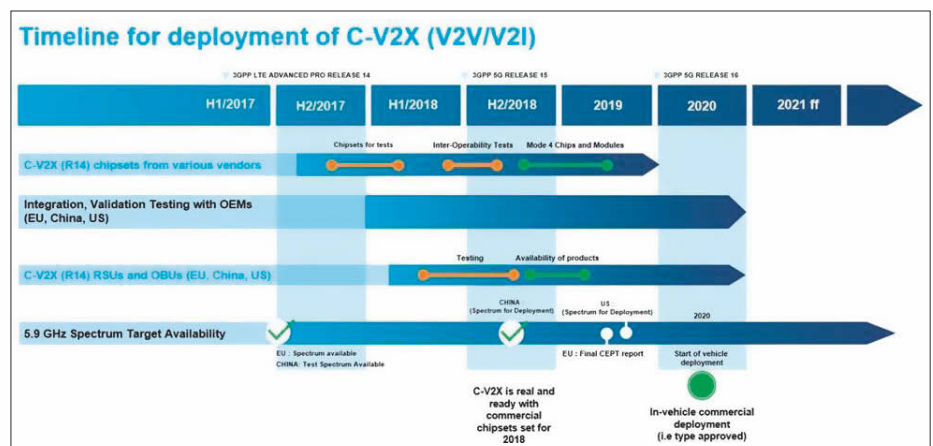 Timeline for deployment of C-V2X (V2V/V2I)
3GPP LTE ADVANCED PRO RELEASE 14
3GPP 5G RELEASE 15
3GPP 5G RELEASE 16
H1/2017
H2/2017
H1/2018
H2/2018
2019
2020
2021 ff
Chipsets for tests
Inter-Operability Tests
Mode 4 Chips and Modules
C-V2X (R14) chipsets from various vendors
Integration, Validation Testing with OEMs
(EU, China, US)
Testing
Availability of products
C-V2X (R14) RSUs and OBUs (EU, China, US)
CHINA :
(Spectrum for Deployment)
US :
(Spectrum for Deployment)
2020
5.9 GHz Spectrum Target Availability
EU : Spectrum available
CHINA: Test Spectrum Available
EU : Final CEPT report
Start of vehicle
deployment
C-V2X is real and
ready with
commercial
chipsets set for
2018
In-vehicle commercial
deployment
(i.e type approved)